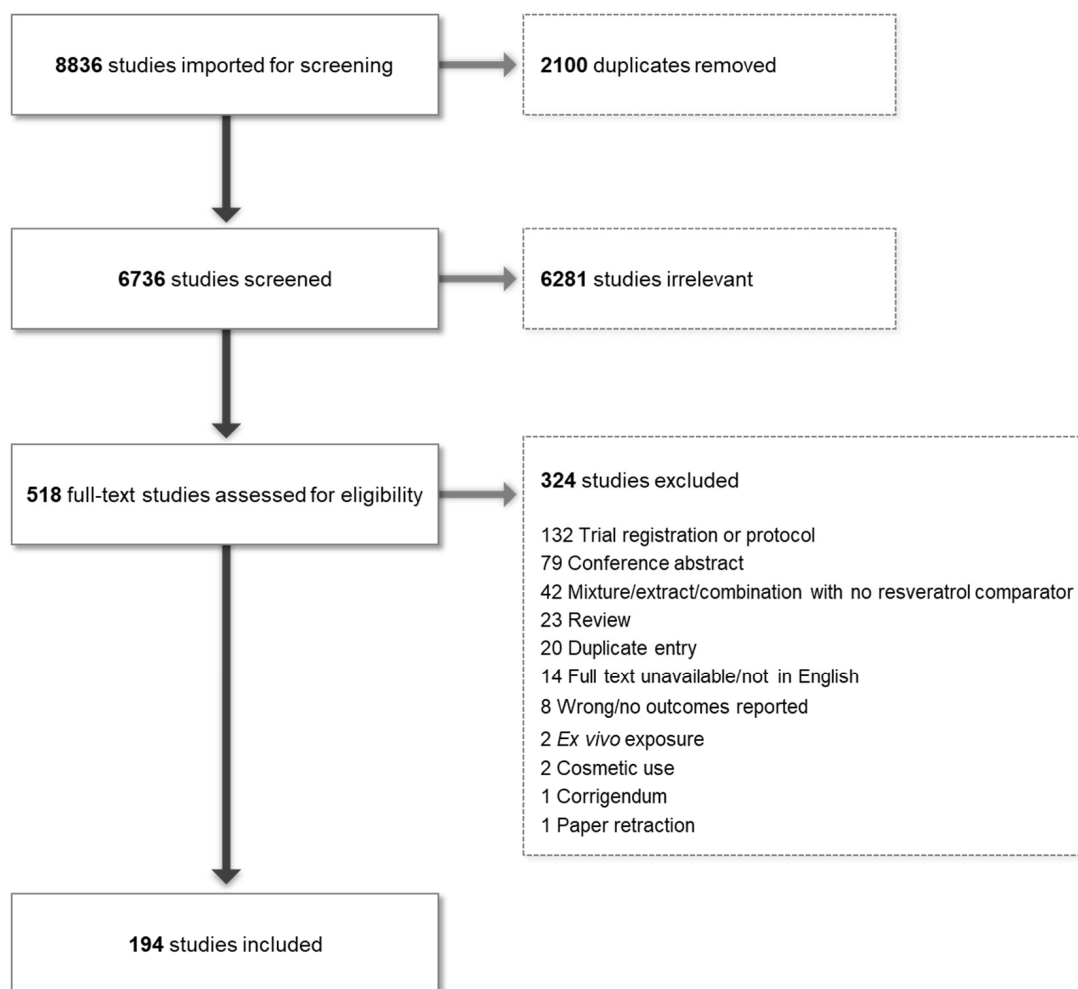 8836 studies imported for screening
2100 duplicates removed
6736 studies screened
6281 studies irrelevant
518 full-text studies assessed for eligibility
324 studies excluded
132 Trial registration or protocol
79 Conference abstract
42 Mixture/extract/combination with no resveratrol comparator
23 Review
20 Duplicate entry
14 Full text unavailable/not in English
8 Wrong/no outcomes reported
2 Ex vivo exposure
2 Cosmetic use
1 Corrigendum
1 Paper retraction
194 studies included